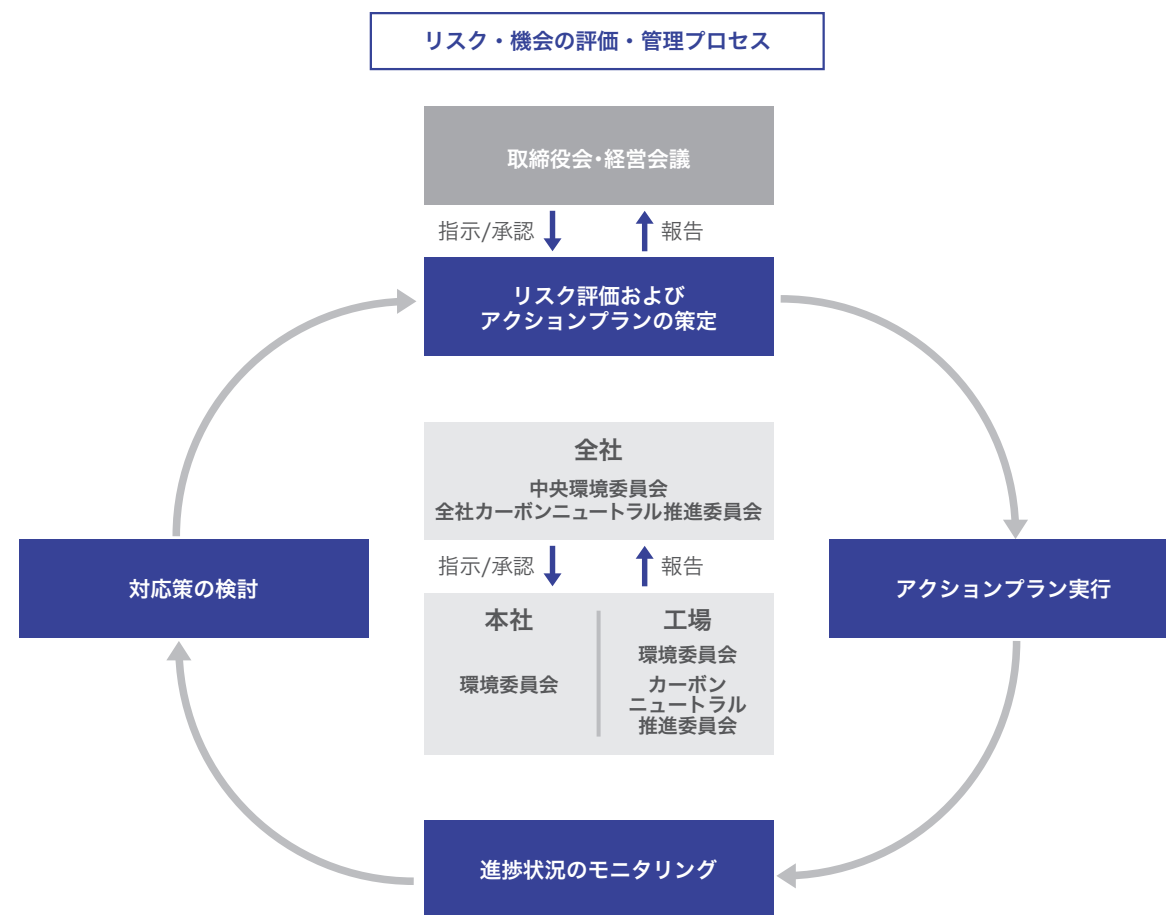 リスク・機会の評価・管理プロセス
取締役会・経営会議
指示/承認
報告
リスク評価および
アクションプランの策定
全社
中央環境委員会
全社カーボンニュートラル推進委員会
指示/承認
報告
対応策の検討
アクションプラン実行
本社
環境委員会
工場
環境委員会
カーボン
ニュートラル
推進委員会
進捗状況のモニタリング